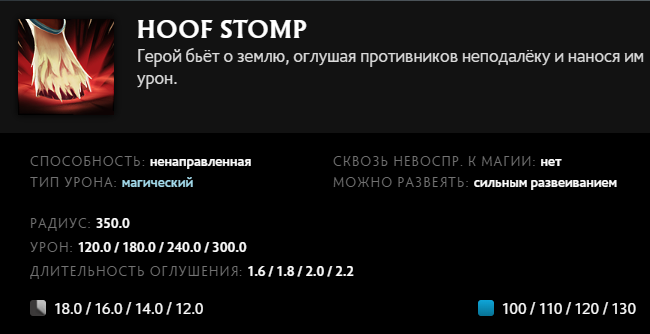 HOOF STOMP
Герой бьёт о землю, оглушая противников неподалёку и нанося им
урон.
СПОСОБНОСТЬ: ненаправленная
СКВОЗЬ НЕВОСПР. К МАГИИ: нет
ТИП УРОНА: магический
МОЖНО РАЗВЕЯТЬ: сильным развеиванием
РАДИУС: 350.0
УРОН: 120.0 / 180.0 / 240.0 / 300.0
ДЛИТЕЛЬНОСТЬ ОГЛУШЕНИЯ: 1.6 / 1.8 / 2.0 / 2.2
18.0 / 16.0 / 14.0 / 12.0
100 / 110 / 120 / 130